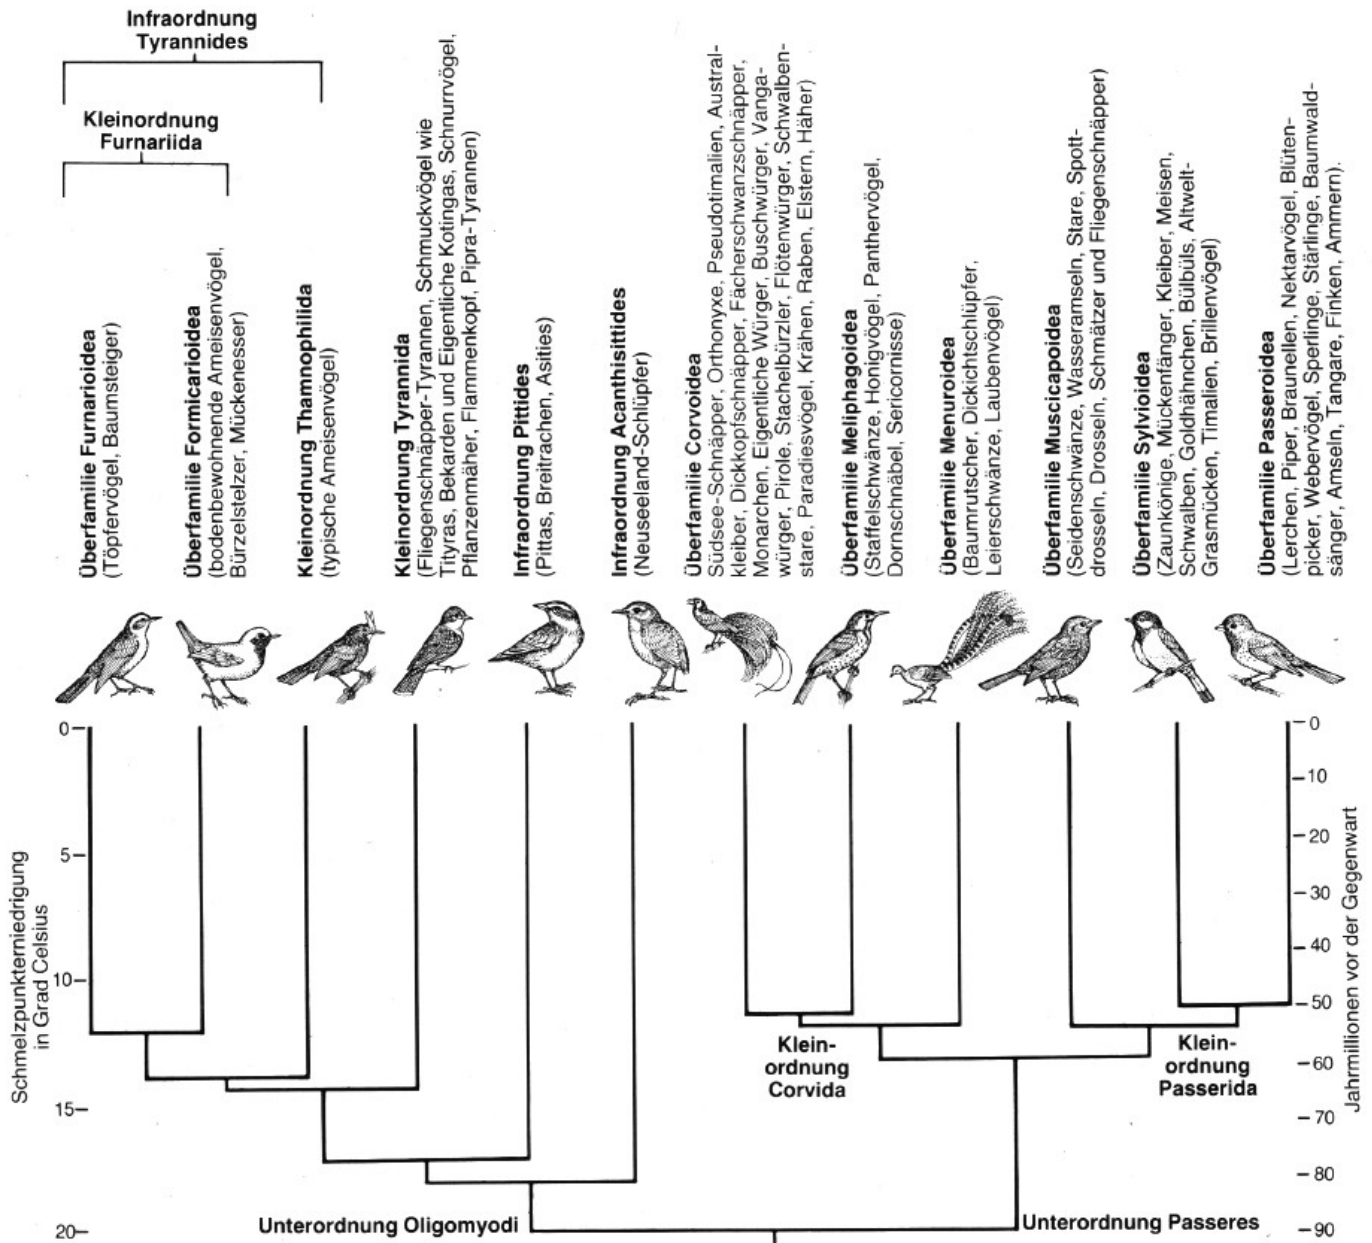 Infraordnung
Tyrannides
Kleinordnung
Furnariida
Überfamilie Furnarioidea
(Töpfervögel, Baumsteiger)
Überfamilie Formicarioidea
(bodenbewohnende Ameisenvögel,
Bürzelstelzer, Mückenesser)
Kleinordnung Thamnophilida
(typische Ameisenvögel)
Kleinordnung Tyrannida
(Fliegenschnäpper-Tyrannen, Schmuckvögel wie
Tityras, Bekarden und Eigentliche Kotingas, Schnurrvögel,
Pflanzenmäher, Flammenkopf, Pipra-Tyrannen)
Infraordnung Pittides
(Pittas, Breitrachen, Asities)
Infraordnung Acanthisittides
(Neuseeland-Schlüpfer)
Überfamilie Corvoidea
Südsee-Schnäpper, Orthonyxe, Pseudotimalien, Austral-
kleiber, Dickkopfschnäpper, Fächerschwanzschnäpper,
Monarchen, Eigentliche Würger, Buschwürger, Vanga-
würger, Pirole, Stachelbürzler, Flötenwürger, Schwalben-
stare, Paradiesvögel, Krähen, Raben, Elstern, Häher)
Überfamilie Meliphagoidea
(Staffelschwänze, Honigvögel, Panthervögel,
Dornschnäbel, Sericornisse)
Überfamilie Menuroidea
(Baumrutscher, Dickichtschlüpfer,
Leierschwänze, Laubenvögel)
Überfamilie Muscicapoidea
(Seidenschwänze, Wasseramseln, Stare, Spott-
drosseln, Drosseln, Schmätzer und Fliegenschnäpper)
Überfamilie Sylvioidea
(Zaunkönige, Mückenfänger, Kleiber, Meisen,
Schwalben, Goldhähnchen, Bülbüls, Altwelt-
Grasmücken, Timalien, Brillenvögel)
Überfamilie Passeroidea
(Lerchen, Piper, Braunellen, Nektarvögel, Blüten-
picker, Webervögel, Sperlinge, Stärlinge, Baumwald-
sänger, Amseln, Tangare, Finken, Ammern).
Schmelzpunkterniedrigung
in Grad Celsius
0
5
10
15
20
Klein-
ordnung
Corvida
Klein-
ordnung
Passerida
Unterordnung Oligomyodi
Unterordnung Passeres
0
10
20
30
40
50
60
70
80
90
Jahrmillionen vor der Gegenwart